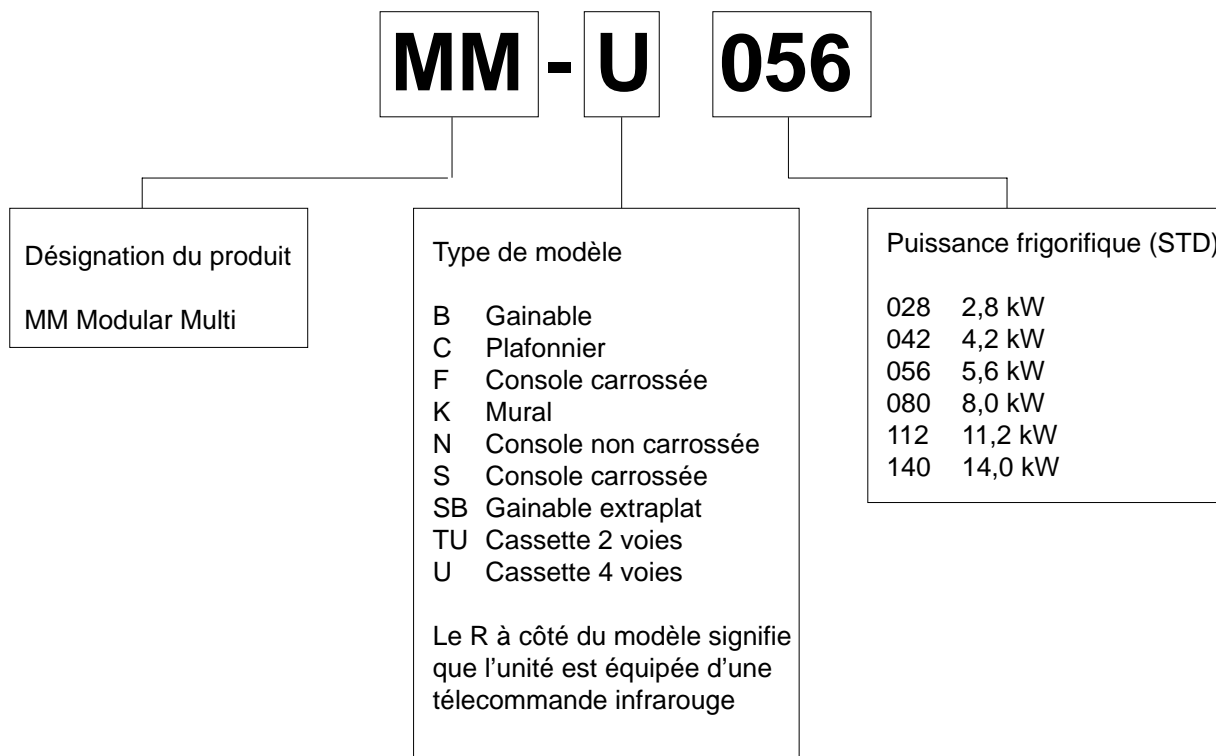 MM - U 056
Désignation du produit
MM Modular Multi
Type de modèle
B Gainable
C Plafonnier
F Console carrossée
K Mural
N Console non carrossée
S Console carrossée
SB Gainable extraplat
TU Cassette 2 voies
U Cassette 4 voies
Le R à côté du modèle signifie
que l'unité est équipée d'une
télecommande infrarouge
Puissance frigorifique (STD)
028 2,8 kW
042 4,2 kW
056 5,6 kW
080 8,0 kW
112 11,2 kW
140 14,0 kW